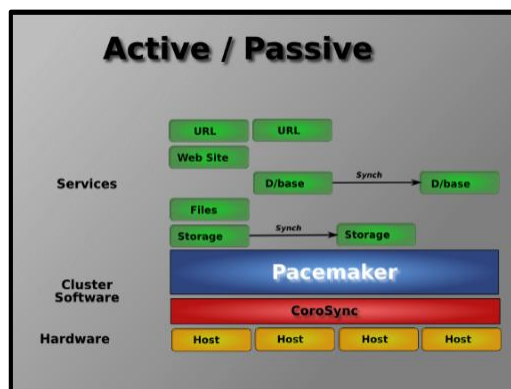 Active / Passive
URL URL
Web Site
Services D/base Synch D/base
Files
Storage Synch Storage
Cluster
Software
Pacemaker
CoroSync
Hardware Host Host Host Host